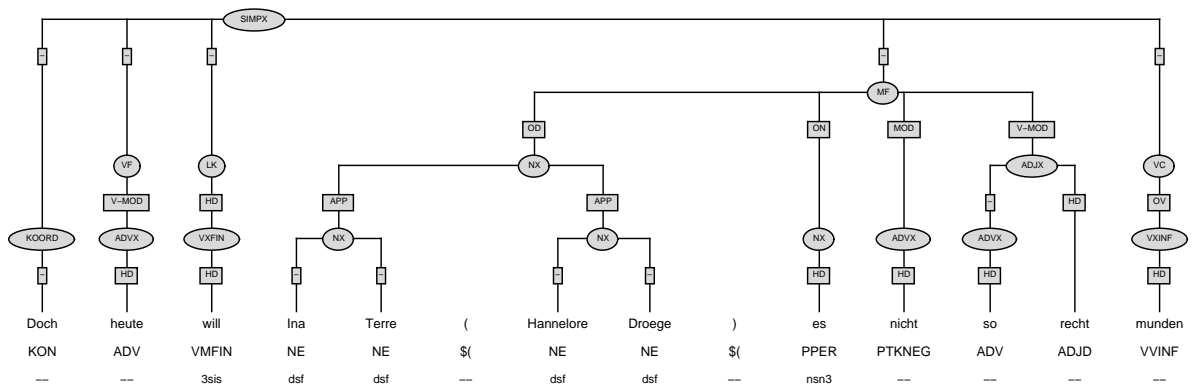 SIMPX
– – – – –
MF
OD ON MOD V–MOD
VF LK NX ADJX VC
V–MOD HD APP APP – HD OV
KOORD ADVX VXFIN NX NX NX ADVX ADVX VXINF
– HD HD – – – – HD HD HD HD
Doch heute will Ina Terre ( Hannelore Droege ) es nicht so recht munden
KON ADV VMFIN NE NE $( NE NE $( PPER PTKNEG ADV ADJD VVINF
–– –– 3sis dsf dsf –– dsf dsf –– nsn3 –– –– –– ––